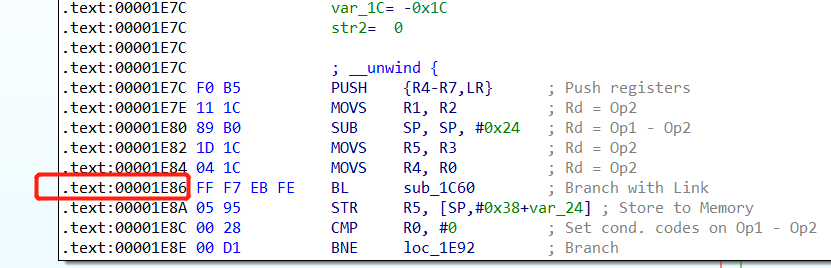 .text:00001E7C var_1C= -0x1C
.text:00001E7C str2= 0
.text:00001E7C
.text:00001E7C ; __unwind {
.text:00001E7C F0 B5 PUSH {R4-R7,LR} ; Push registers
.text:00001E7E 11 1C MOVS R1, R2 ; Rd = Op2
.text:00001E80 89 B0 SUB SP, SP, #0x24 ; Rd = Op1 - Op2
.text:00001E82 1D 1C MOVS R5, R3 ; Rd = Op2
.text:00001E84 04 1C MOVS R4, R0 ; Rd = Op2
.text:00001E86 FF F7 EB FE BL sub_1C60 ; Branch with Link
.text:00001E8A 05 95 STR R5, [SP,#0x38+var_24] ; Store to Memory
.text:00001E8C 00 28 CMP R0, #0 ; Set cond. codes on Op1 - Op2
.text:00001E8E 00 D1 BNE loc_1E92 ; Branch